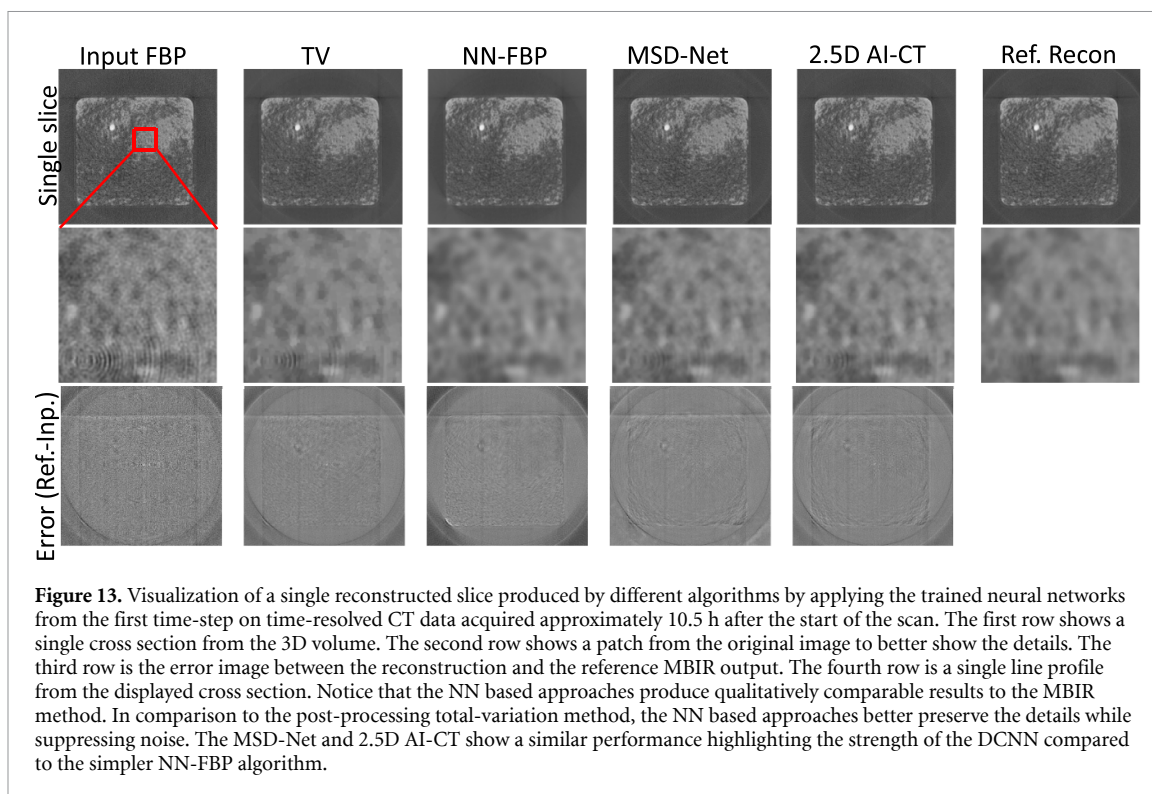 Input FBP TV NN-FBP MSD-Net 2.5D AI-CT Ref. Recon
Single slice
Error (Ref.-Inp.)
Figure 13. Visualization of a single reconstructed slice produced by different algorithms by applying the trained neural networks
from the first time-step on time-resolved CT data acquired approximately 10.5 h after the start of the scan. The first row shows a
single cross section from the 3D volume. The second row shows a patch from the original image to better show the details. The
third row is the error image between the reconstruction and the reference MBIR output. The fourth row is a single line profile
from the displayed cross section. Notice that the NN based approaches produce qualitatively comparable results to the MBIR
method. In comparison to the post-processing total-variation method, the NN based approaches better preserve the details while
suppressing noise. The MSD-Net and 2.5D AI-CT show a similar performance highlighting the strength of the DCNN compared
to the simpler NN-FBP algorithm.